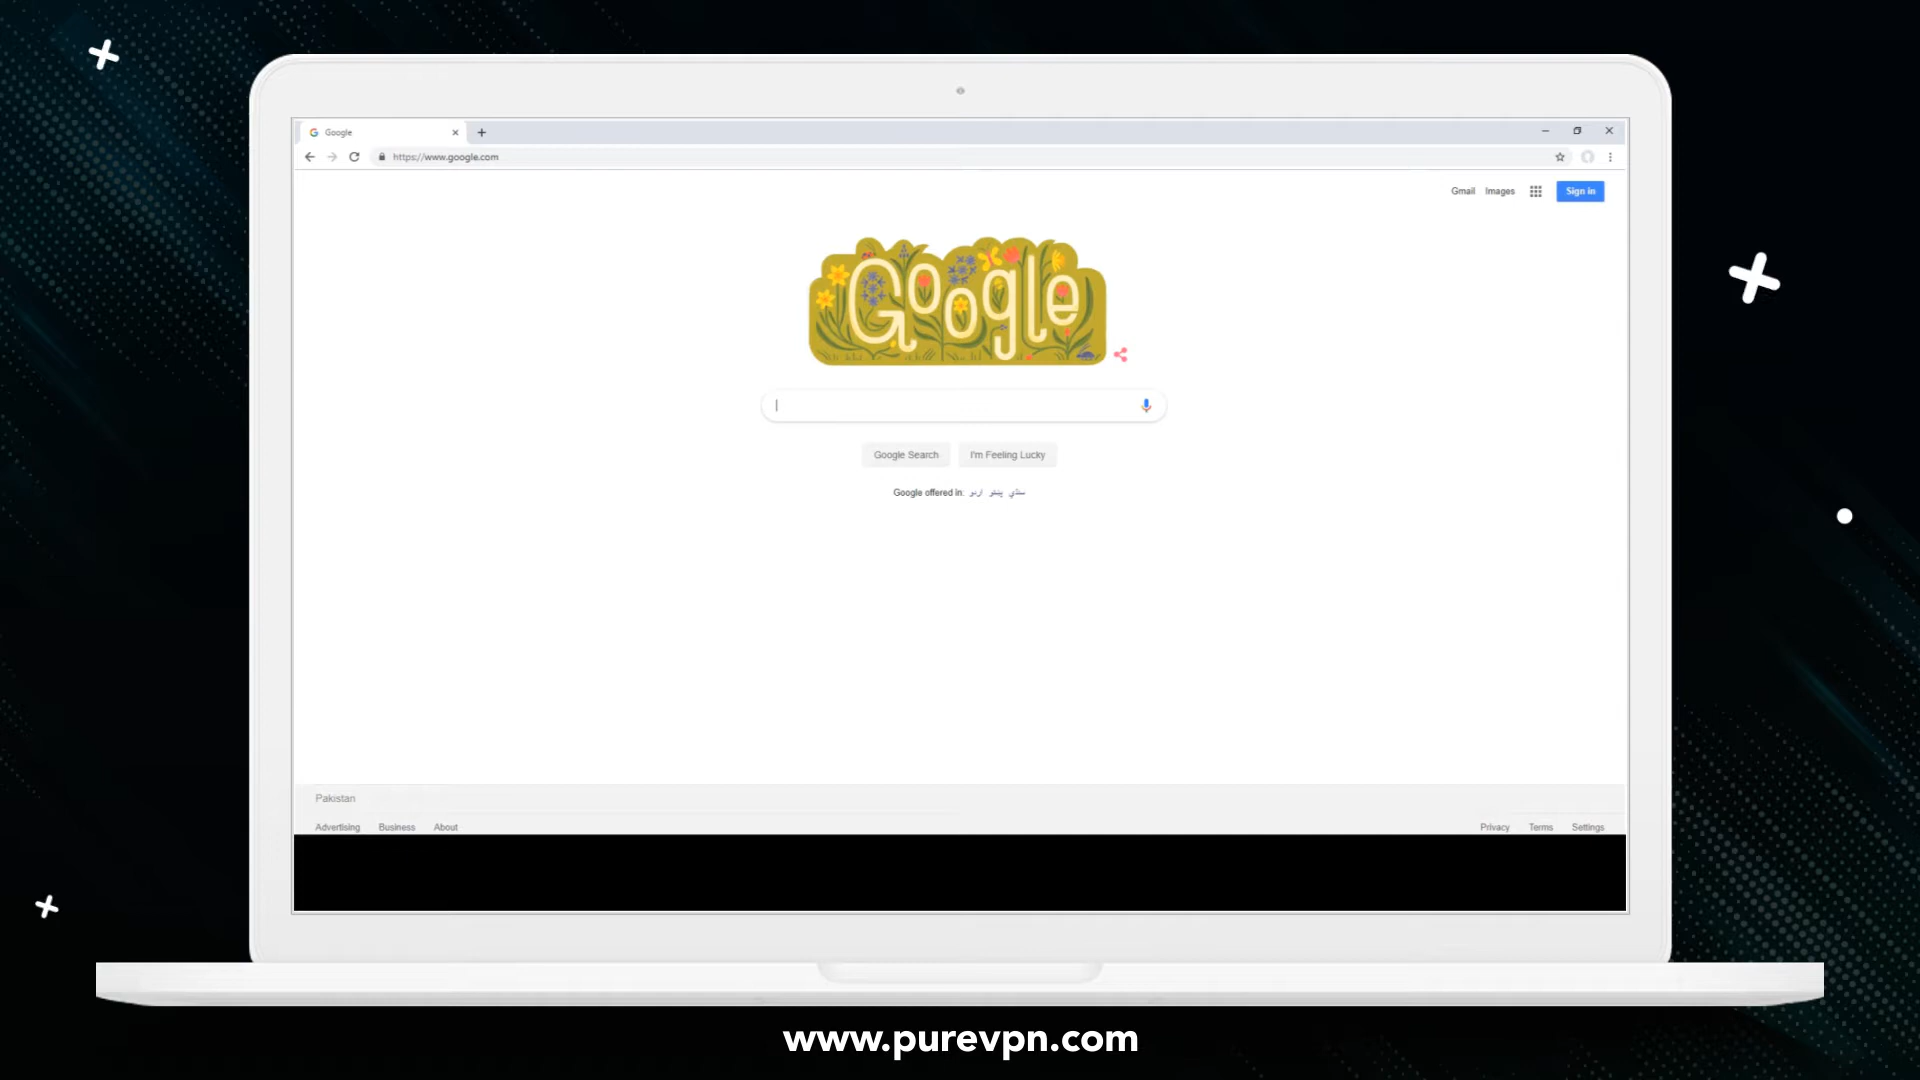 Google
https://www.google.com
Gmail Images Sign in
Google
Google Search I'm Feeling Lucky
Google offered in: اردو پښتو سنڌي
Pakistan
Advertising Business About Privacy Terms Settings
www.purevpn.com